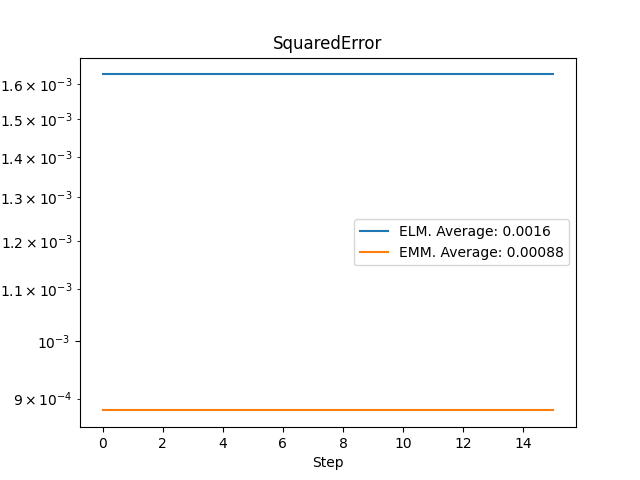 SquaredError
1.6 × 10⁻³
1.5 × 10⁻³
1.4 × 10⁻³
1.3 × 10⁻³
1.2 × 10⁻³
1.1 × 10⁻³
10⁻³
9 × 10⁻⁴
ELM. Average: 0.0016
EMM. Average: 0.00088
0 2 4 6 8 10 12 14
Step